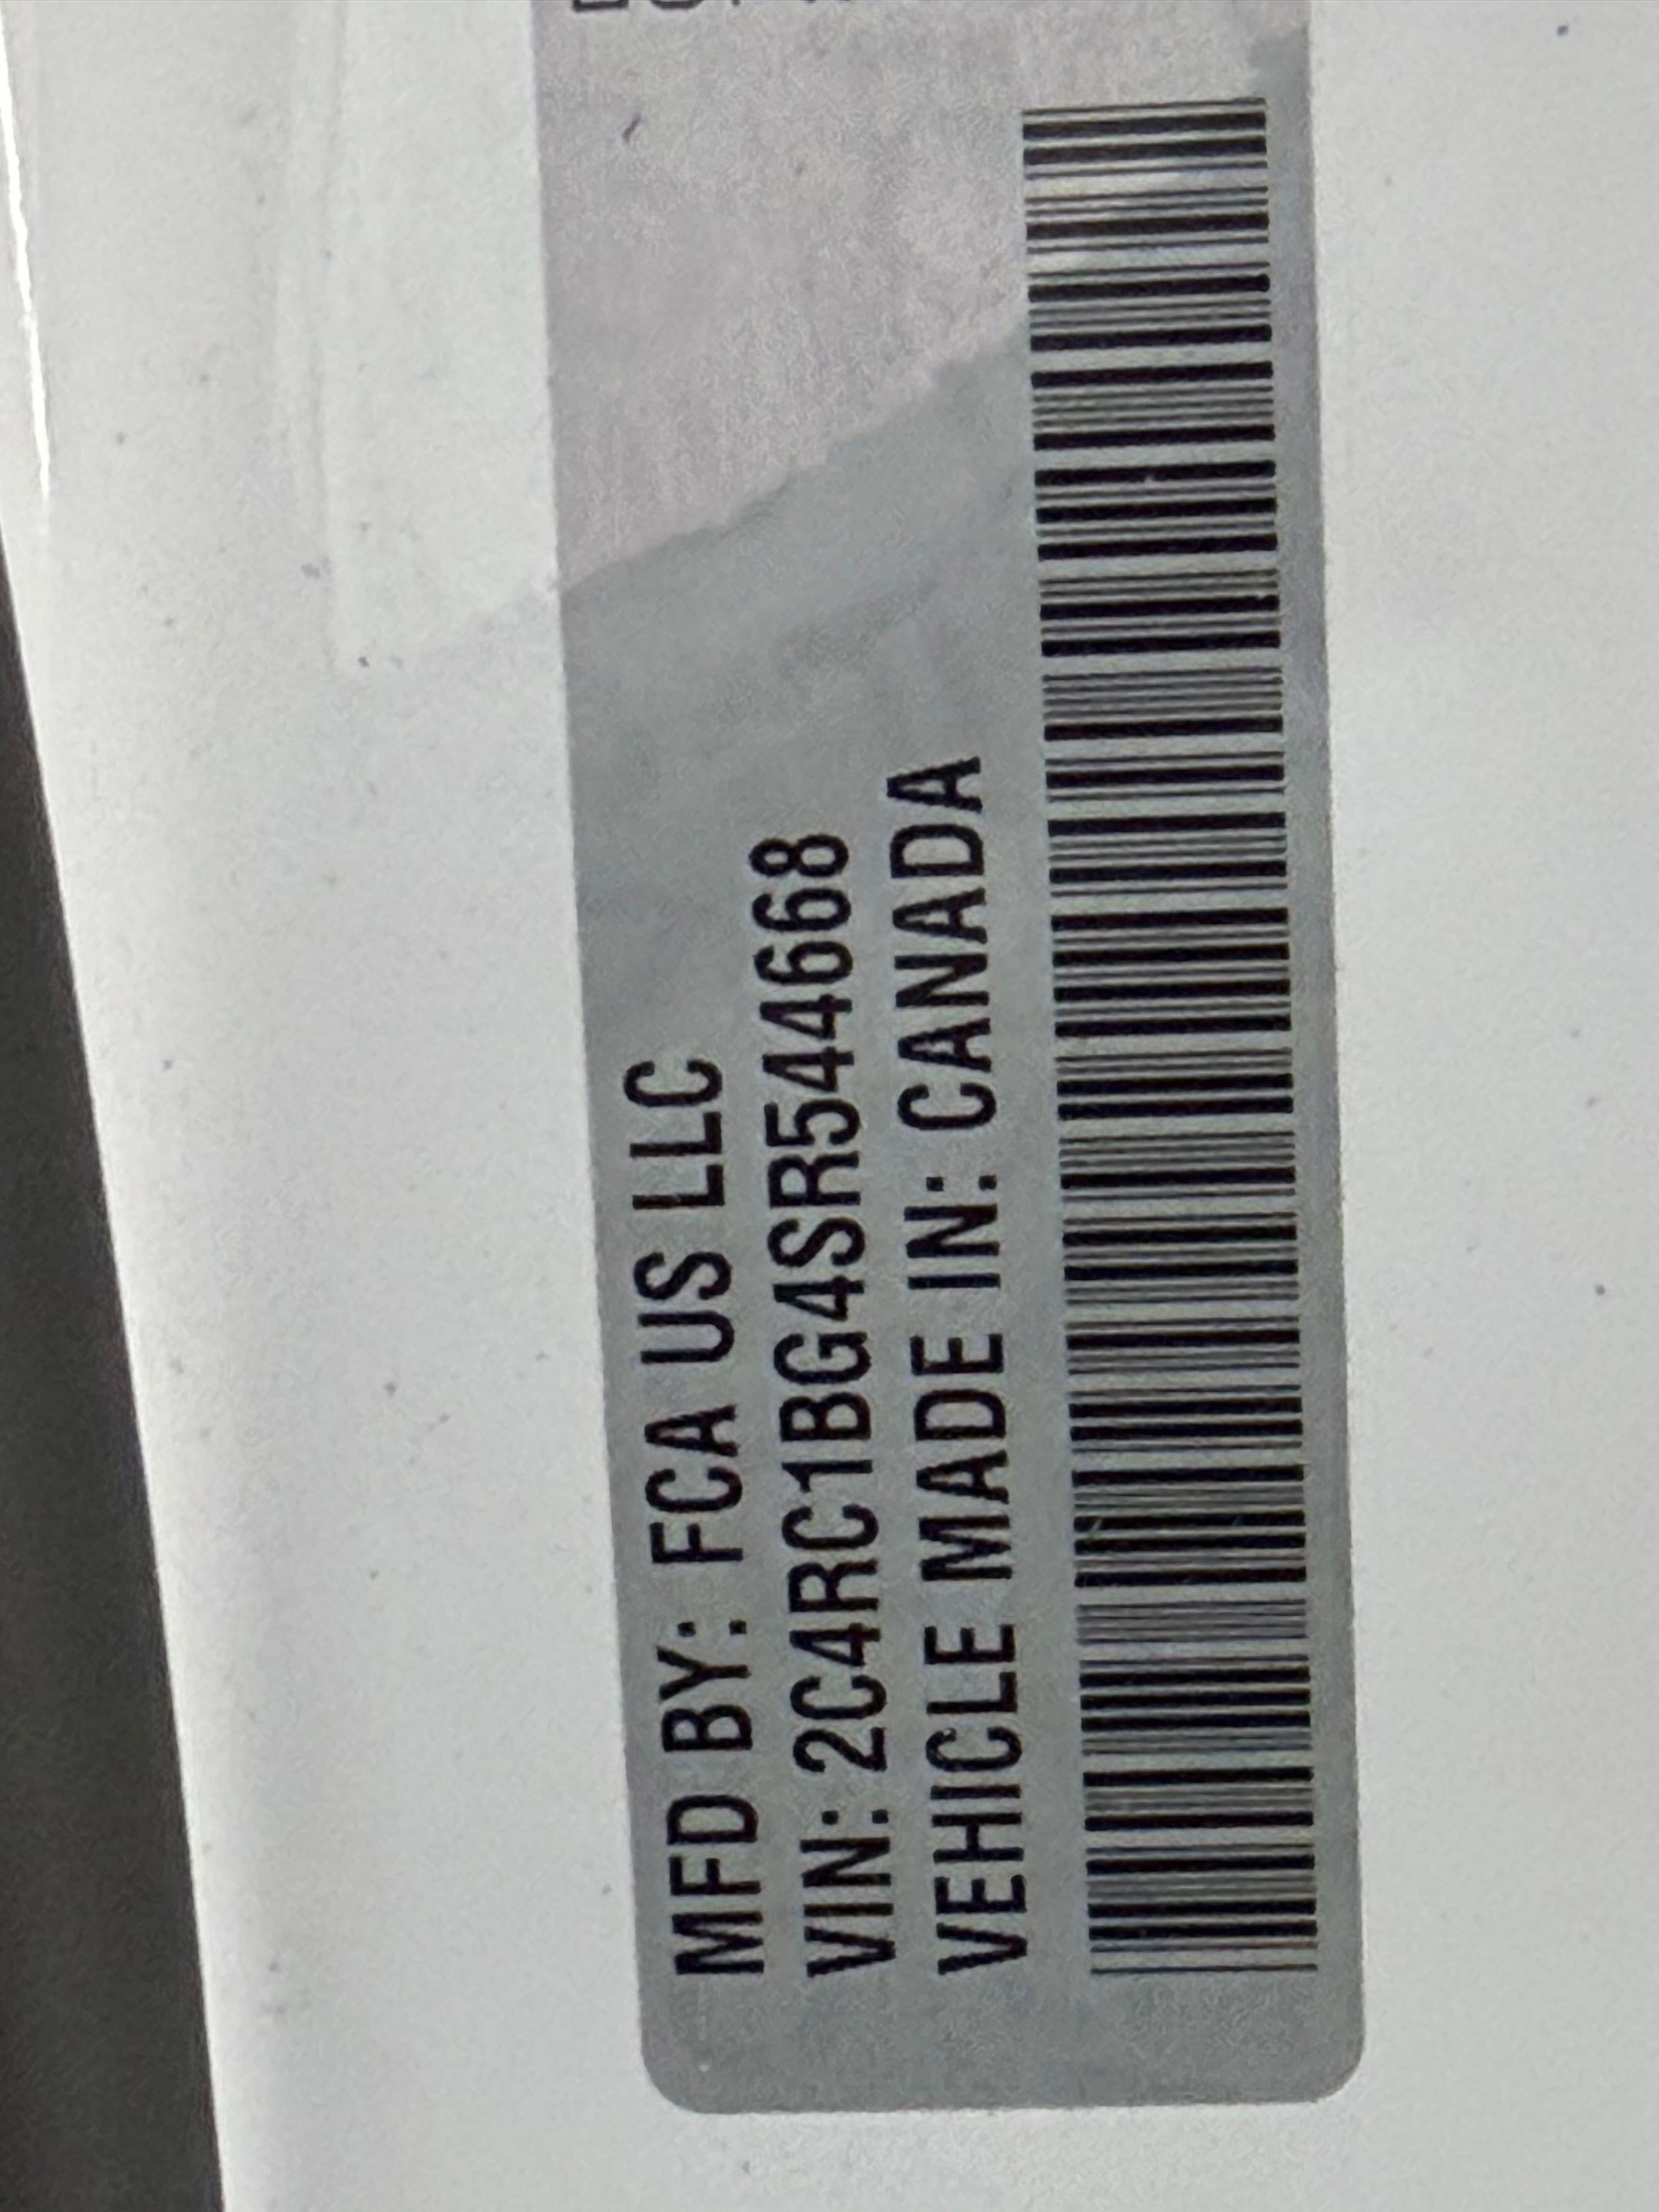 MFD BY: FCA US LLC
VIN: 2C4RC1BG4SR544668
VEHICLE MADE IN: CANADA